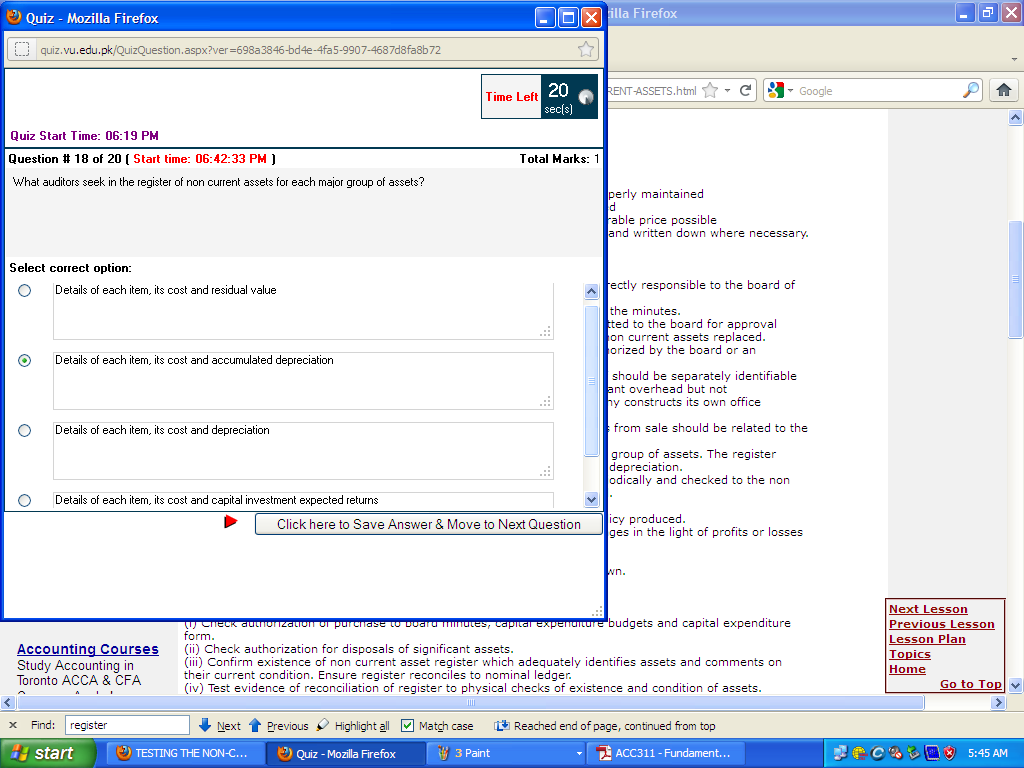 Quiz - Mozilla Firefox
zilla Firefox
quiz.vu.edu.pk/QuizQuestion.aspx?ver=698a3846-bd4e-4fa5-9907-4687d8fa8b72
RENT-ASSETS.html
Google
Time Left
20
sec(s)
Quiz Start Time: 06:19 PM
Question # 18 of 20 ( Start time: 06:42:33 PM )
Total Marks: 1
What auditors seek in the register of non current assets for each major group of assets?
Select correct option:
Details of each item, its cost and residual value
Details of each item, its cost and accumulated depreciation
Details of each item, its cost and depreciation
Details of each item, its cost and capital investment expected returns
Click here to Save Answer & Move to Next Question
perly maintained
d
rable price possible
and written down where necessary.
rectly responsible to the board of
the minutes.
tted to the board for approval
non current assets replaced.
horized by the board or an
should be separately identifiable
ant overhead but not
ny constructs its own office
s from sale should be related to the
group of assets. The register
depreciation.
odically and checked to the non
icy produced.
ges in the light of profits or losses
wn.
(i) Check authorization of purchase to board minutes, capital expenditure budgets and capital expenditure
form.
(ii) Check authorization for disposals of significant assets.
(iii) Confirm existence of non current asset register which adequately identifies assets and comments on
their current condition. Ensure register reconciles to nominal ledger.
(iv) Test evidence of reconciliation of register to physical checks of existence and condition of assets.
Accounting Courses
Study Accounting in
Toronto ACCA & CFA
Next Lesson
Previous Lesson
Lesson Plan
Topics
Home
Go to Top
Find:
register
Next
Previous
Highlight all
Match case
Reached end of page, continued from top
start
TESTING THE NON-C...
Quiz - Mozilla Firefox
3 Paint
ACC311 - Fundament...
5:45 AM